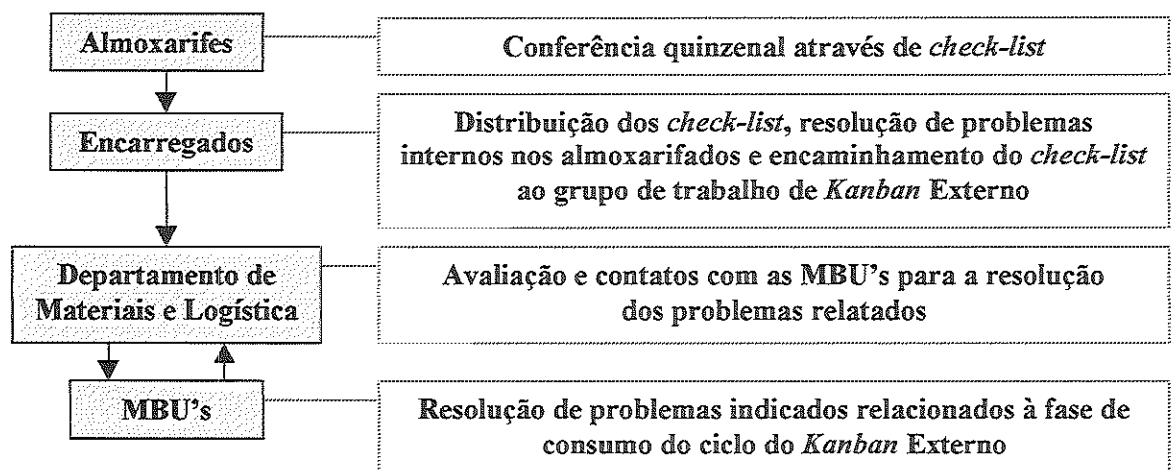 Almoxarifes
Conferência quinzenal através de check-list
Encarregados
Distribuição dos check-list, resolução de problemas
internos nos almoxarifados e encaminhamento do check-list
ao grupo de trabalho de Kanban Externo
Departamento de
Materiais e Logística
Avaliação e contatos com as MBU's para a resolução
dos problemas relatados
MBU's
Resolução de problemas indicados relacionados à fase de
consumo do ciclo do Kanban Externo